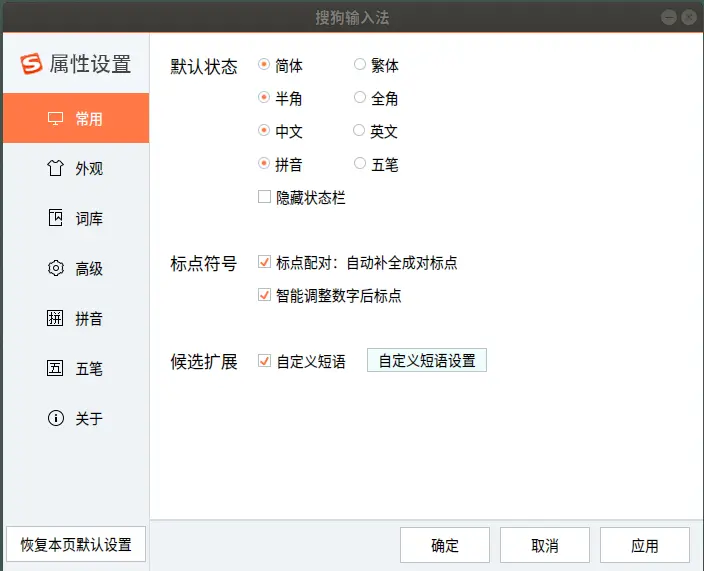 搜狗输入法
属性设置
常用
外观
词库
高级
拼音
五笔
关于
恢复本页默认设置
默认状态 简体 繁体
半角 全角
中文 英文
拼音 五笔
隐藏状态栏
标点符号 标点配对：自动补全成对标点
智能调整数字后标点
候选扩展 自定义短语 自定义短语设置
确定 取消 应用